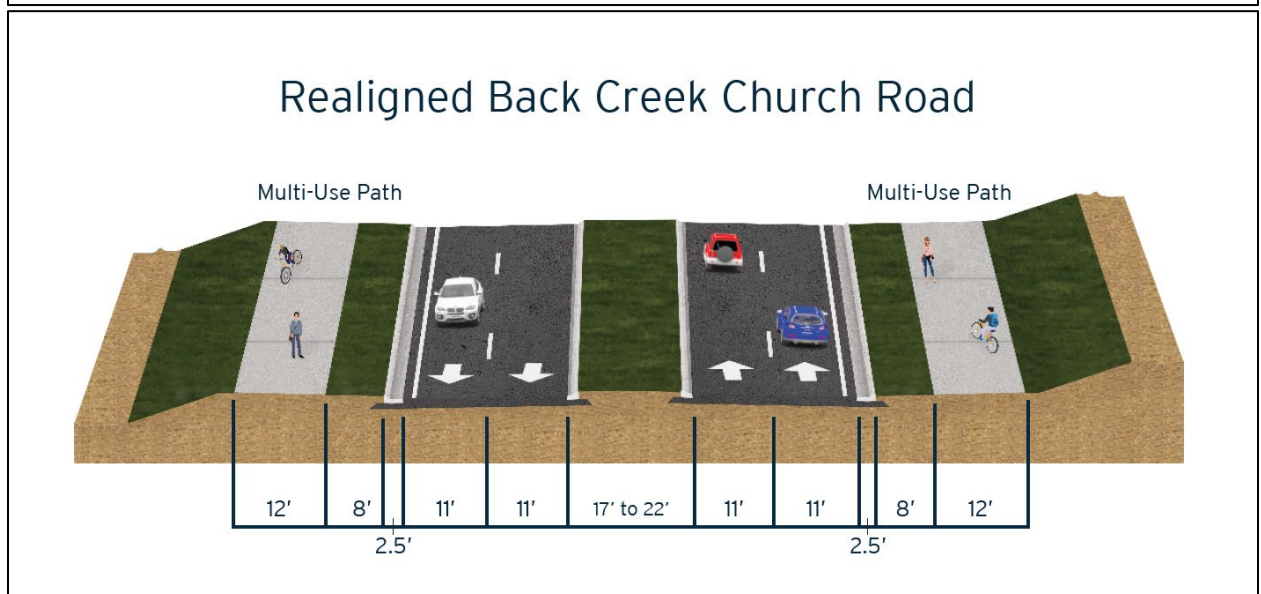 Realigned Back Creek Church Road
Multi-Use Path
Multi-Use Path
12' 8' 11' 11' 17' to 22' 11' 11' 8' 12'
2.5' 2.5'